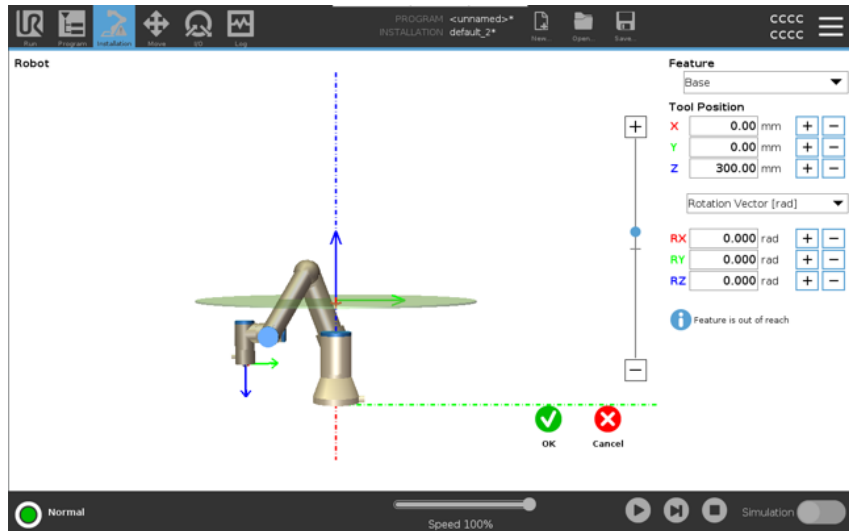 UR
PROGRAM <unnamed>*
INSTALLATION default_2*
Run Program Installation Move I/O Log
New... Open... Save...
cccc
cccc
Robot
Feature
Base
Tool Position
X 0.00 mm + −
Y 0.00 mm + −
Z 300.00 mm + −
Rotation Vector [rad]
RX 0.000 rad + −
RY 0.000 rad + −
RZ 0.000 rad + −
i Feature is out of reach
+
−
OK Cancel
Normal
Speed 100%
Simulation